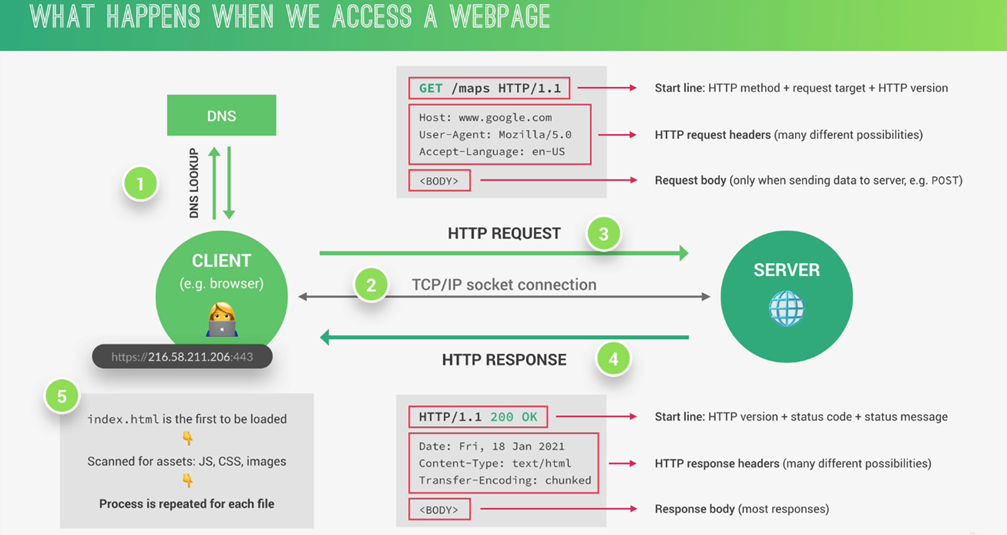 WHAT HAPPENS WHEN WE ACCESS A WEBPAGE
DNS
DNS LOOKUP
1
CLIENT
(e.g. browser)
https://216.58.211.206:443
GET /maps HTTP/1.1
Start line: HTTP method + request target + HTTP version
Host: www.google.com
User-Agent: Mozilla/5.0
Accept-Language: en-US
HTTP request headers (many different possibilities)
<BODY>
Request body (only when sending data to server, e.g. POST)
HTTP REQUEST
3
2
TCP/IP socket connection
SERVER
HTTP RESPONSE
4
5
index.html is the first to be loaded
Scanned for assets: JS, CSS, images
Process is repeated for each file
HTTP/1.1 200 OK
Start line: HTTP version + status code + status message
Date: Fri, 18 Jan 2021
Content-Type: text/html
Transfer-Encoding: chunked
HTTP response headers (many different possibilities)
<BODY>
Response body (most responses)